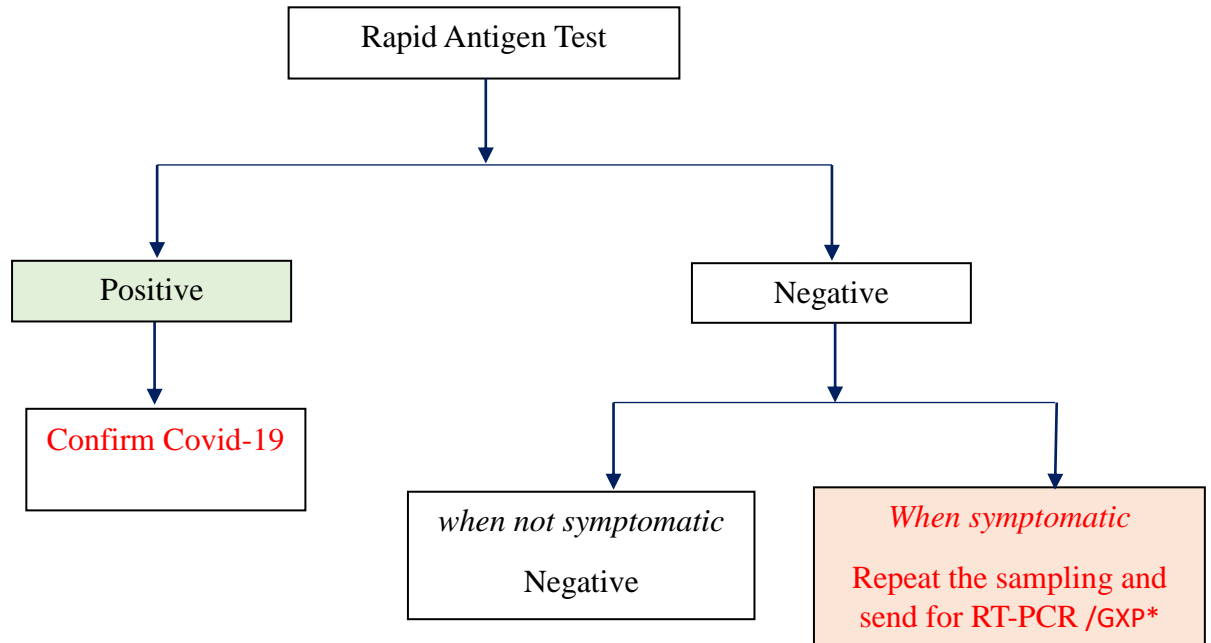 Rapid Antigen Test
Positive
Negative
Confirm Covid-19
when not symptomatic
Negative
When symptomatic
Repeat the sampling and
send for RT-PCR /GXP*